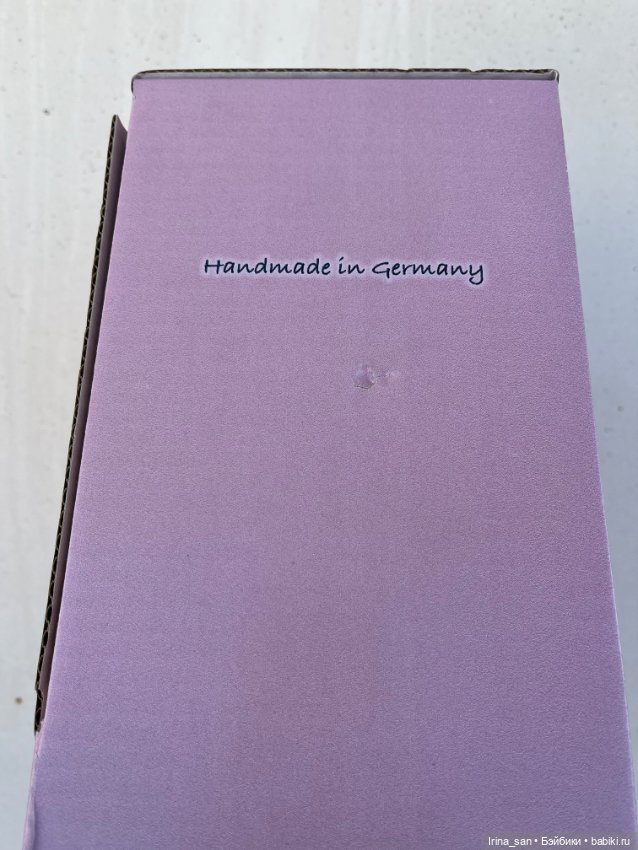 Handmade in Germany
Irina_san • Бэйбики • babiki.ru